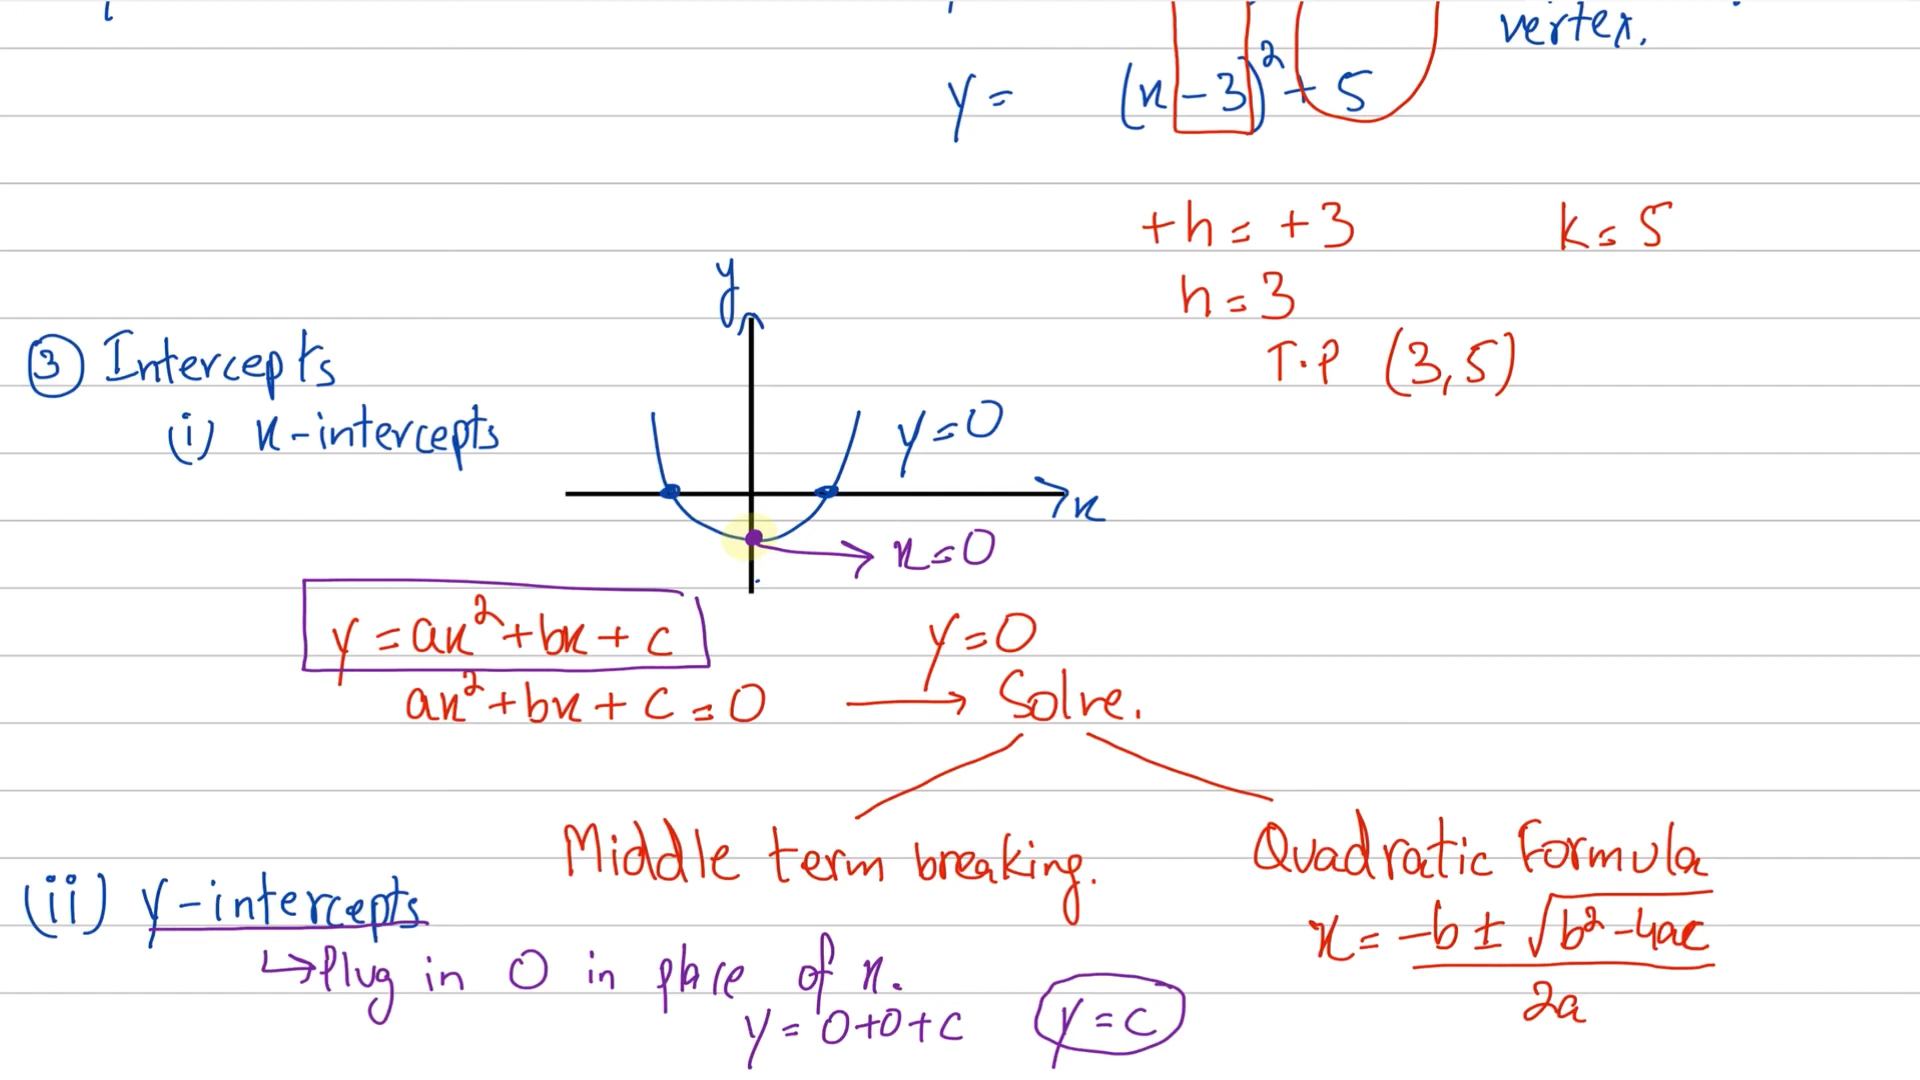 vertex.
y = (x - 3)² + 5
+h = +3
k = 5
h = 3
T.P (3, 5)
③ Intercepts
(i) x-intercepts
y
y = 0
x
x = 0
y = ax² + bx + c
y = 0
ax² + bx + c = 0 → Solve.
Middle term breaking.
Quadratic Formula
x = -b ± √b² - 4ac
2a
(ii) y-intercepts
↳ Plug in 0 in place of x.
y = 0 + 0 + c
y = c